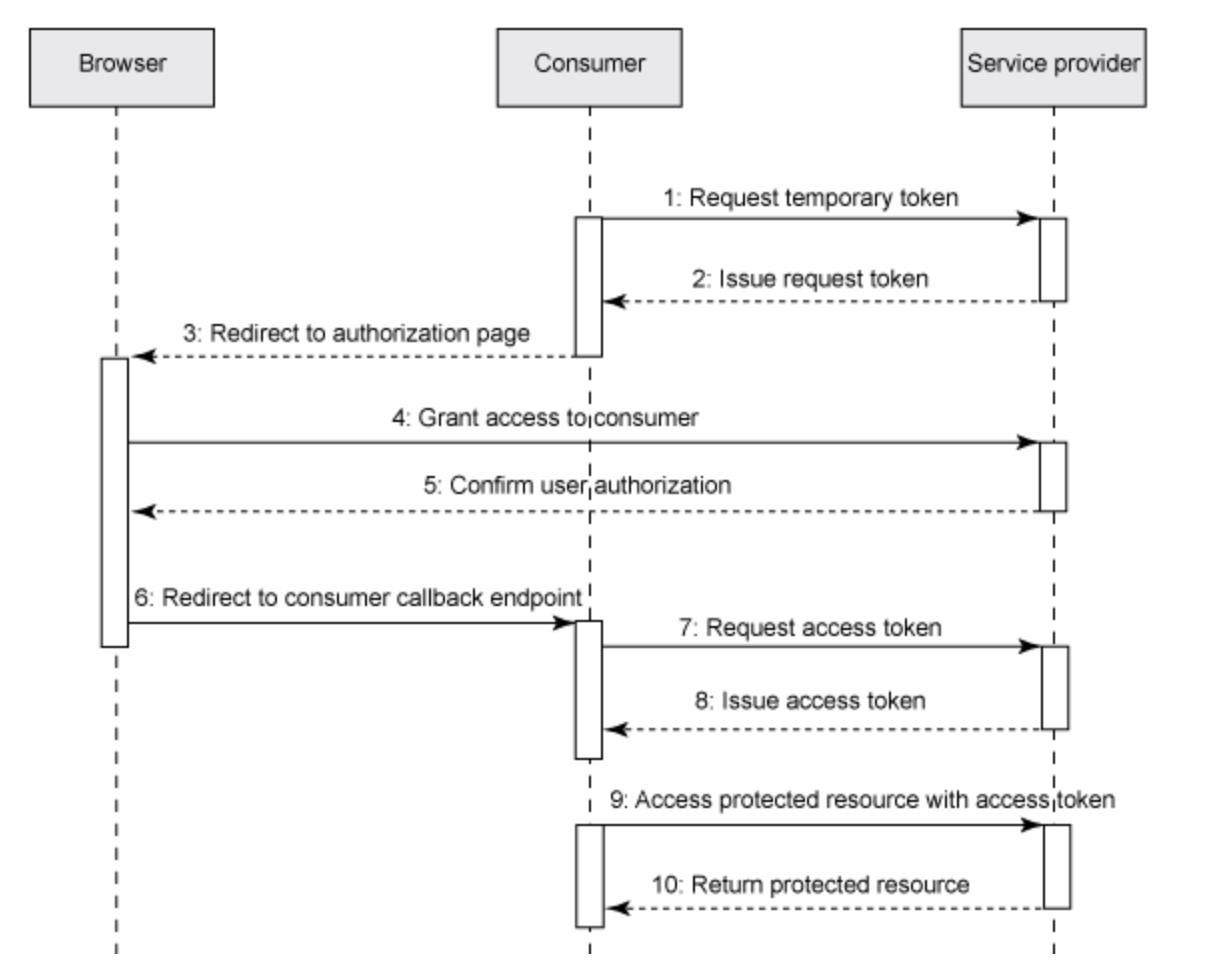 Browser
Consumer
Service provider
1: Request temporary token
2: Issue request token
3: Redirect to authorization page
4: Grant access to consumer
5: Confirm user authorization
6: Redirect to consumer callback endpoint
7: Request access token
8: Issue access token
9: Access protected resource with access token
10: Return protected resource